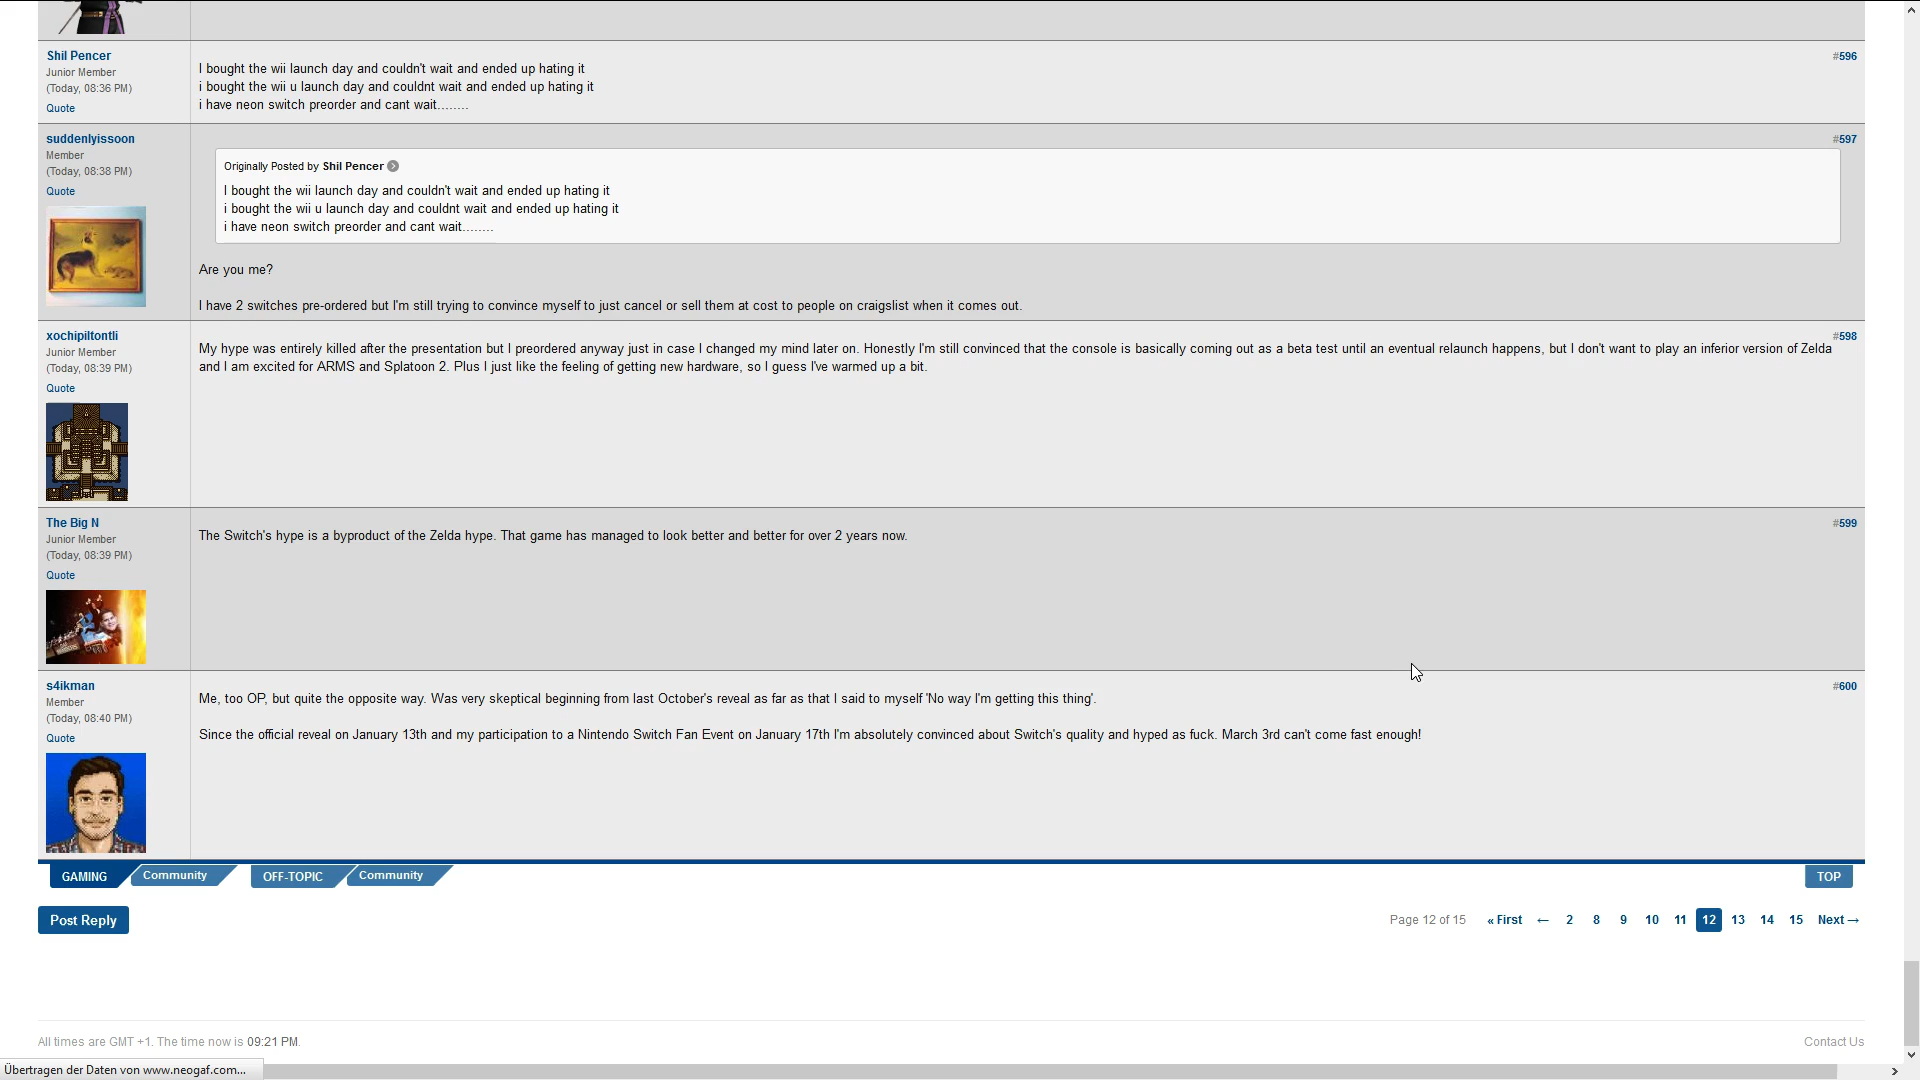 Shil Pencer
Junior Member
(Today, 08:36 PM)
Quote
#596
I bought the wii launch day and couldn't wait and ended up hating it
i bought the wii u launch day and couldnt wait and ended up hating it
i have neon switch preorder and cant wait........
suddenlyissoon
Member
(Today, 08:38 PM)
Quote
#597
Originally Posted by Shil Pencer
I bought the wii launch day and couldn't wait and ended up hating it
i bought the wii u launch day and couldnt wait and ended up hating it
i have neon switch preorder and cant wait........
Are you me?
I have 2 switches pre-ordered but I'm still trying to convince myself to just cancel or sell them at cost to people on craigslist when it comes out.
xochipiltontli
Junior Member
(Today, 08:39 PM)
Quote
#598
My hype was entirely killed after the presentation but I preordered anyway just in case I changed my mind later on. Honestly I'm still convinced that the console is basically coming out as a beta test until an eventual relaunch happens, but I don't want to play an inferior version of Zelda
and I am excited for ARMS and Splatoon 2. Plus I just like the feeling of getting new hardware, so I guess I've warmed up a bit.
The Big N
Junior Member
(Today, 08:39 PM)
Quote
#599
The Switch's hype is a byproduct of the Zelda hype. That game has managed to look better and better for over 2 years now.
s4ikman
Member
(Today, 08:40 PM)
Quote
#600
Me, too OP, but quite the opposite way. Was very skeptical beginning from last October's reveal as far as that I said to myself 'No way I'm getting this thing'.
Since the official reveal on January 13th and my participation to a Nintendo Switch Fan Event on January 17th I'm absolutely convinced about Switch's quality and hyped as fuck. March 3rd can't come fast enough!
GAMING Community OFF-TOPIC Community TOP
Post Reply
Page 12 of 15 « First ← 2 8 9 10 11 12 13 14 15 Next →
All times are GMT +1. The time now is 09:21 PM.
Contact Us
Übertragen der Daten von www.neogaf.com...